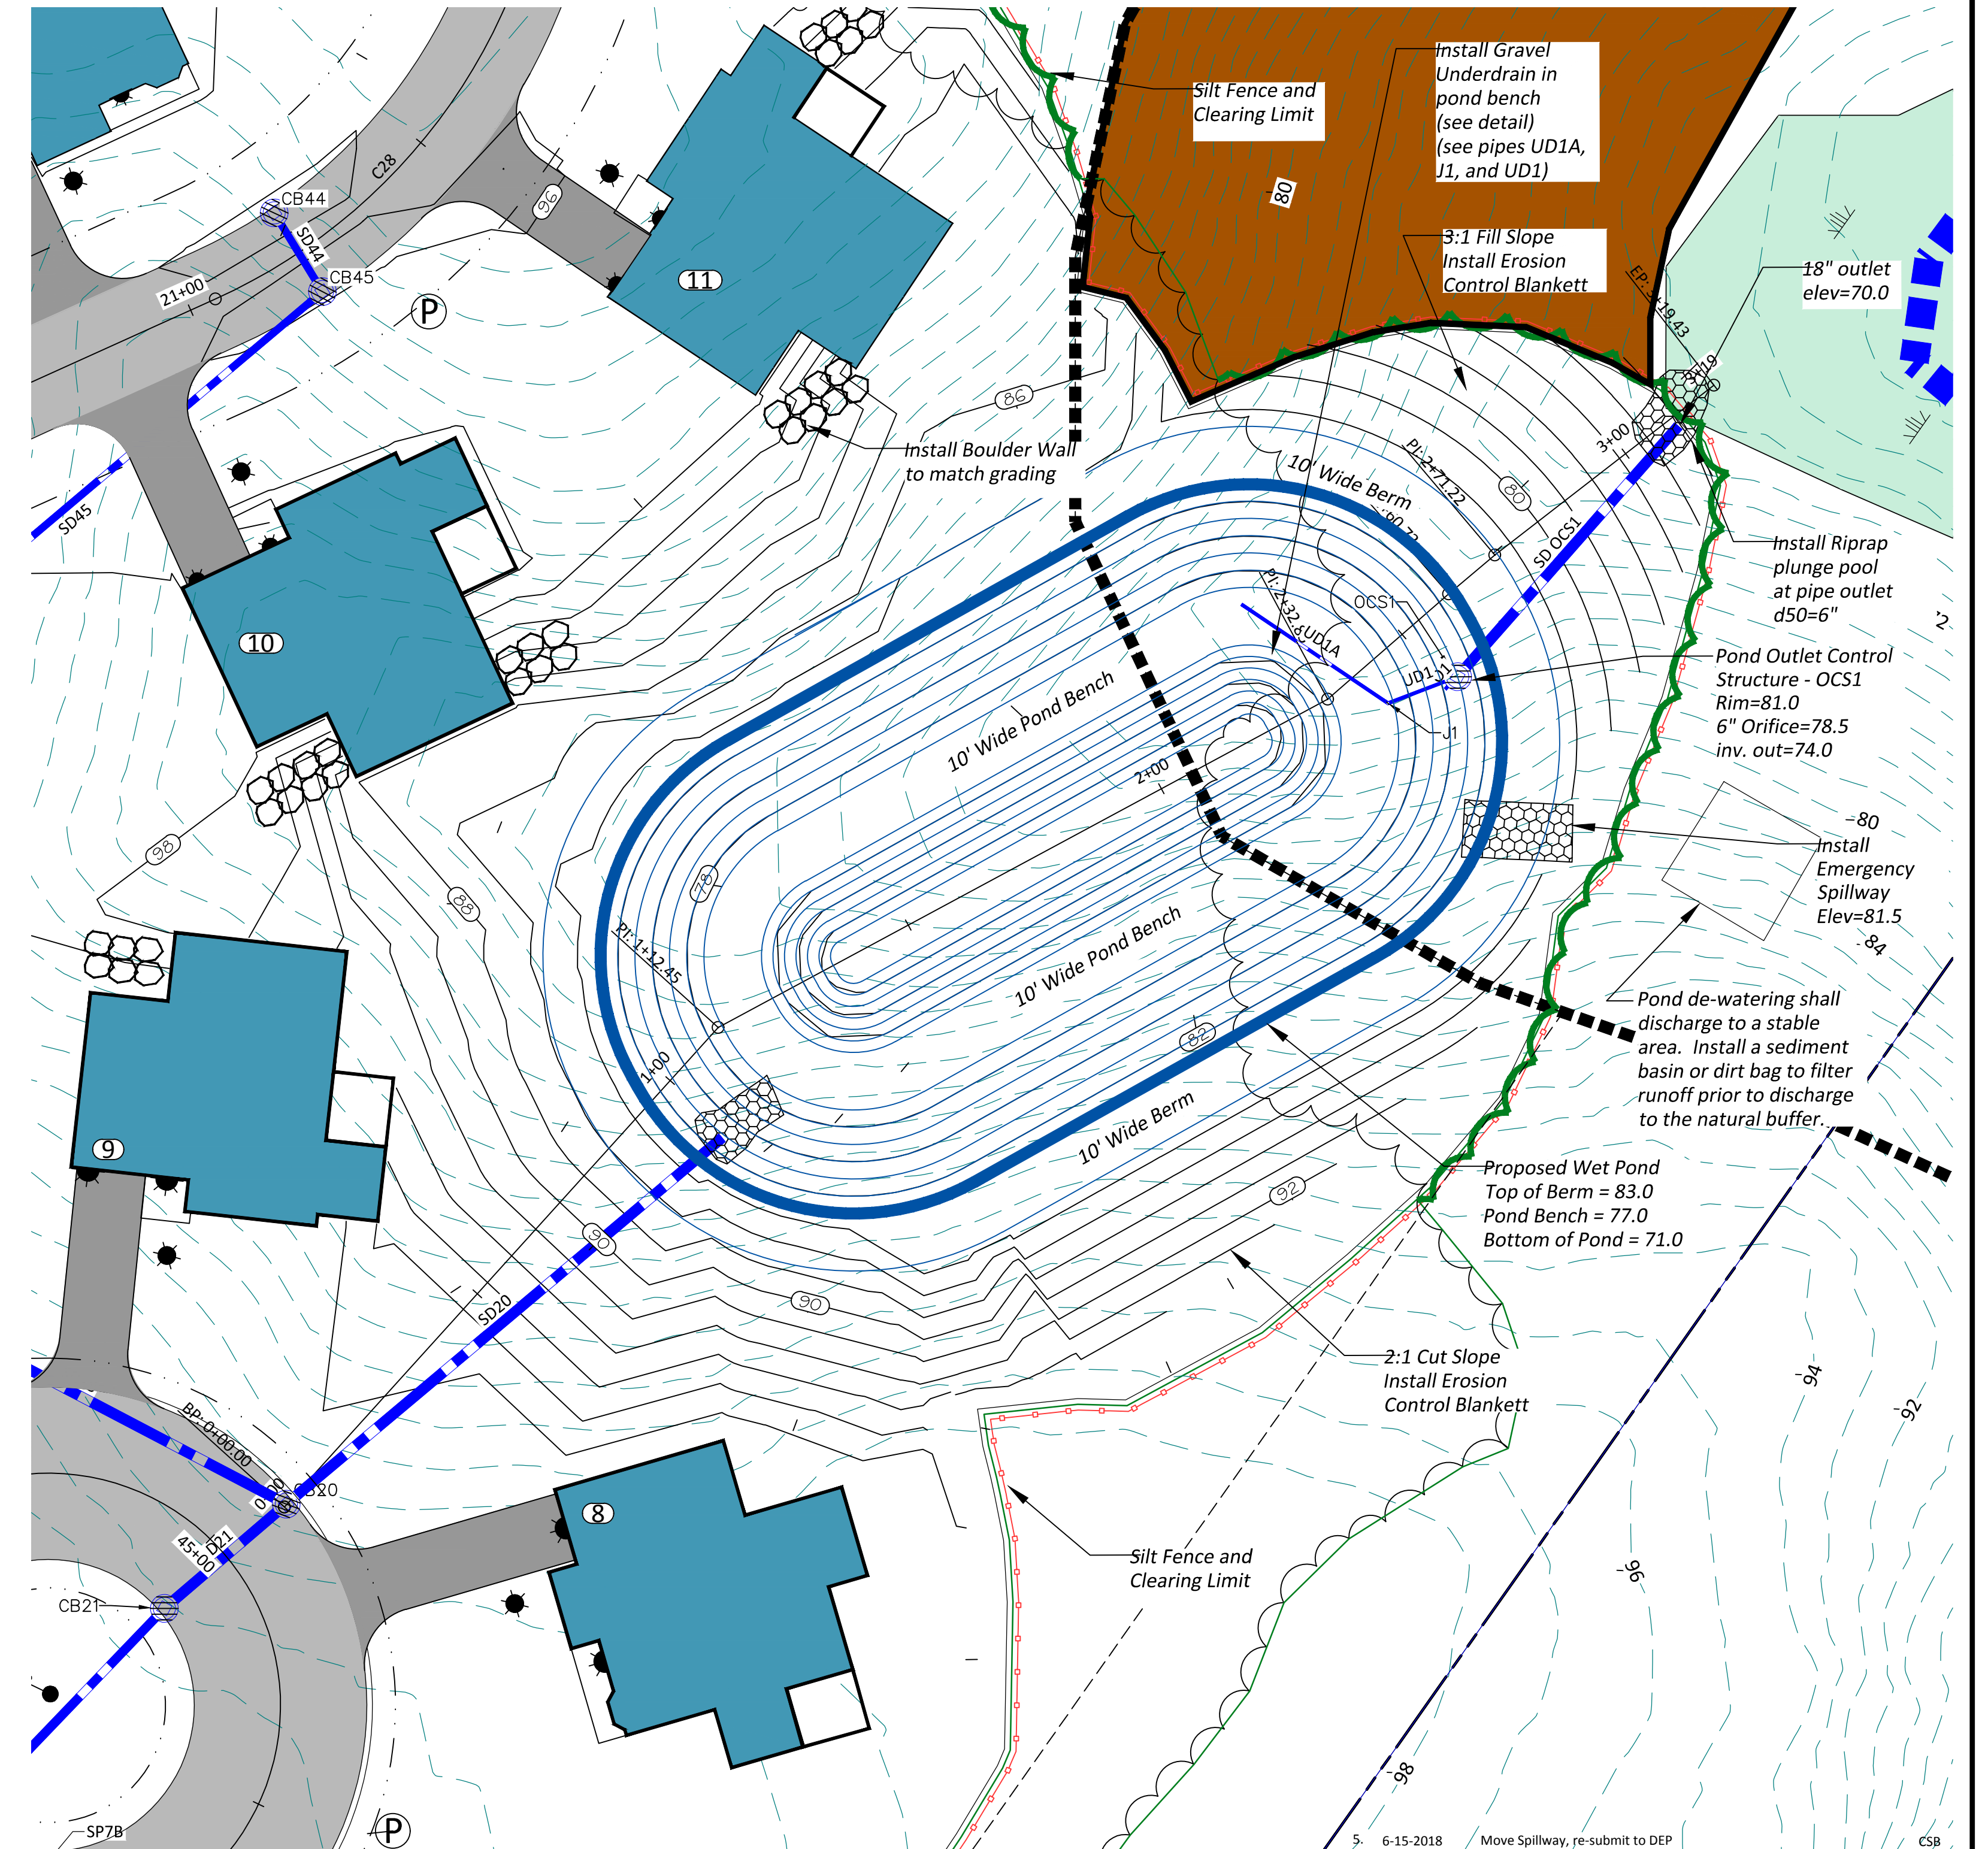 Install Gravel
Underdrain in
pond bench
(see detail)
(see pipes UD1A,
J1, and UD1)
Silt Fence and
Clearing Limit
C28
96
80
CB44
SD44
CB45
21+00
P
11
3:1 Fill Slope
Install Erosion
Control Blankett
18" outlet
elev=70.0
EP: 3+19.43
3+19
86
Install Boulder Wall
to match grading
10' Wide Berm
PI: 2+71.22
80
3+00
SD45
SD OCS1
Install Riprap
plunge pool
at pipe outlet
d50=6"
OCS1
UD1A
UD1
J1
10
Pond Outlet Control
Structure - OCS1
Rim=81.0
6" Orifice=78.5
inv. out=74.0
10' Wide Pond Bench
2+00
98
88
78
80
Install
Emergency
Spillway
Elev=81.5
84
PI: 1+12.45
10' Wide Pond Bench
82
1+00
Pond de-watering shall
discharge to a stable
area. Install a sediment
basin or dirt bag to filter
runoff prior to discharge
to the natural buffer.
9
10' Wide Berm
Proposed Wet Pond
Top of Berm = 83.0
Pond Bench = 77.0
Bottom of Pond = 71.0
92
90
90
SD20
2:1 Cut Slope
Install Erosion
Control Blankett
94
92
BP: 0+00.00
CB20
8
45+00
CB21
Silt Fence and
Clearing Limit
96
98
SP7B
P
5. 6-15-2018 Move Spillway, re-submit to DEP CSB